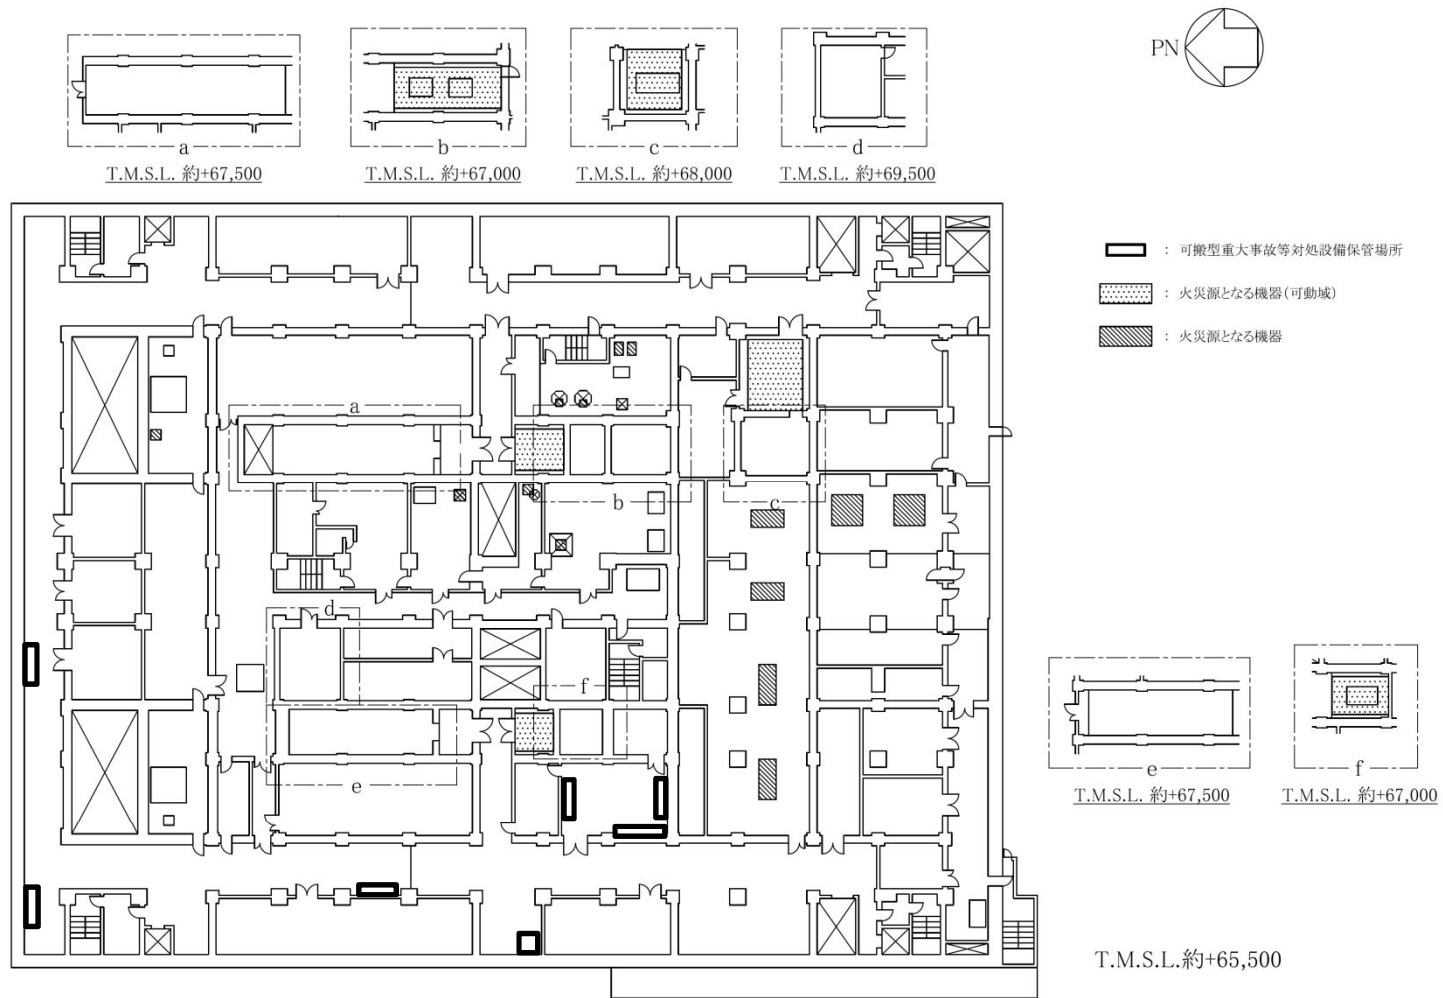 PN
a
T.M.S.L. 約+67,500
b
T.M.S.L. 約+67,000
c
T.M.S.L. 約+68,000
d
T.M.S.L. 約+69,500
： 可搬型重大事故等対処設備保管場所
： 火災源となる機器(可動域)
： 火災源となる機器
a
b
c
d
f
e
e
T.M.S.L. 約+67,500
f
T.M.S.L. 約+67,000
T.M.S.L.約+65,500